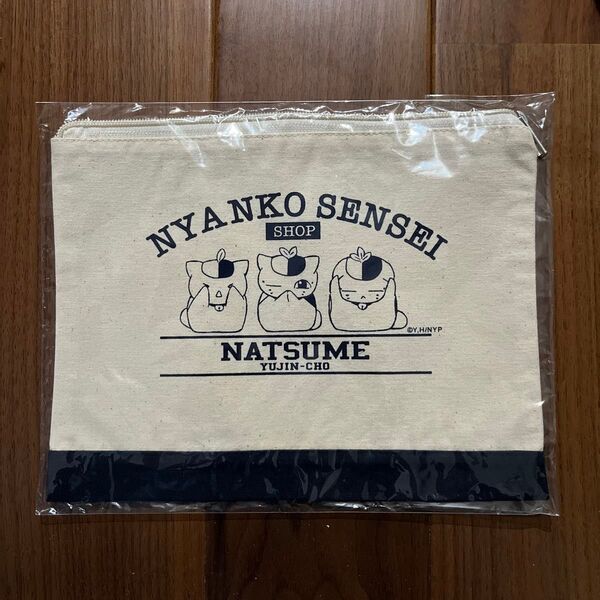 NYANKO SENSEI
SHOP
©Y,H/NYP
NATSUME
YUJIN-CHO